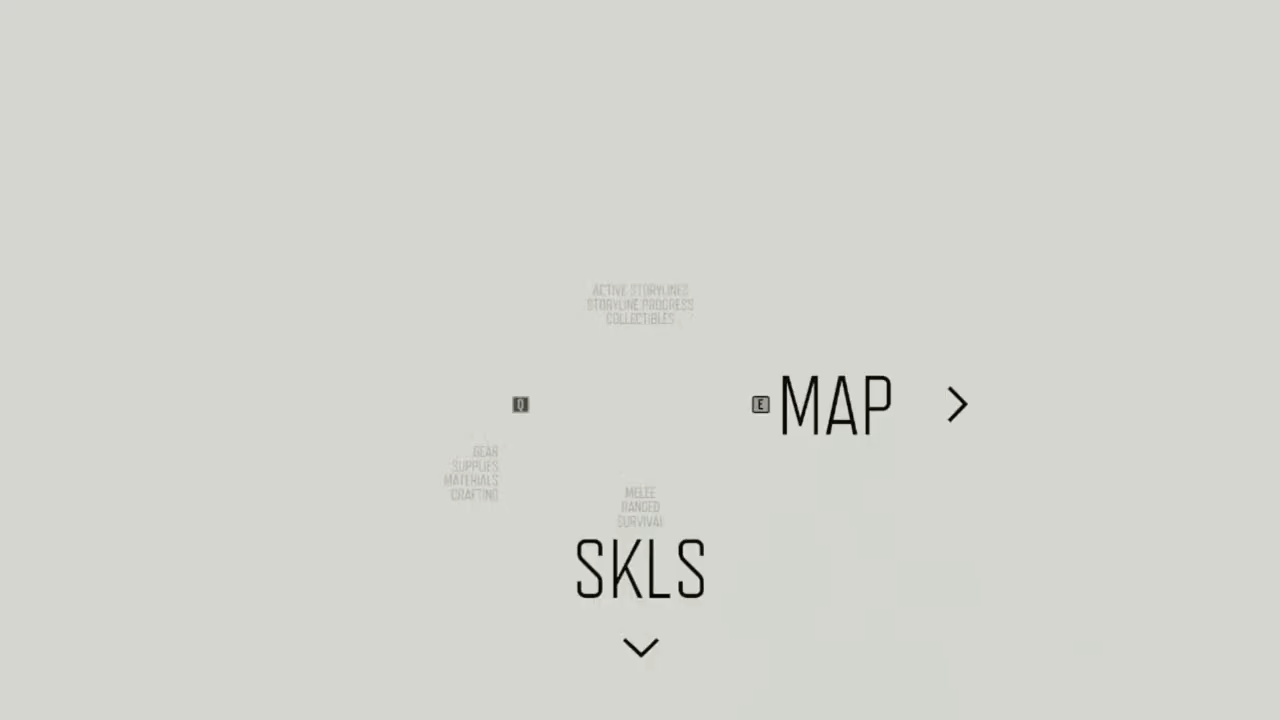 ACTIVE STORYLINES
STORYLINE PROGRESS
COLLECTIBLES
Q
E
MAP
GEAR
SUPPLIES
MATERIALS
CRAFTING
MELEE
RANGED
SURVIVAL
SKLS